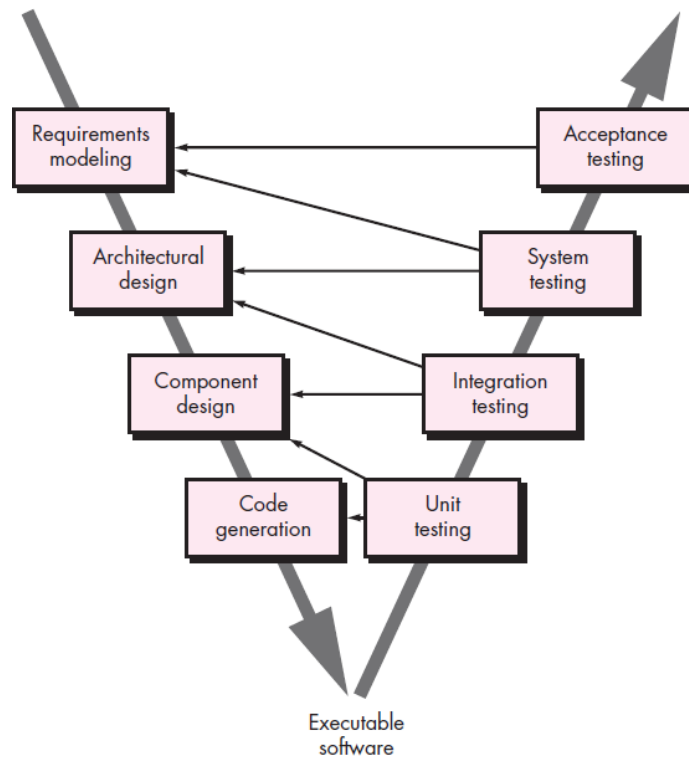 Requirements
modeling
Acceptance
testing
Architectural
design
System
testing
Component
design
Integration
testing
Code
generation
Unit
testing
Executable
software